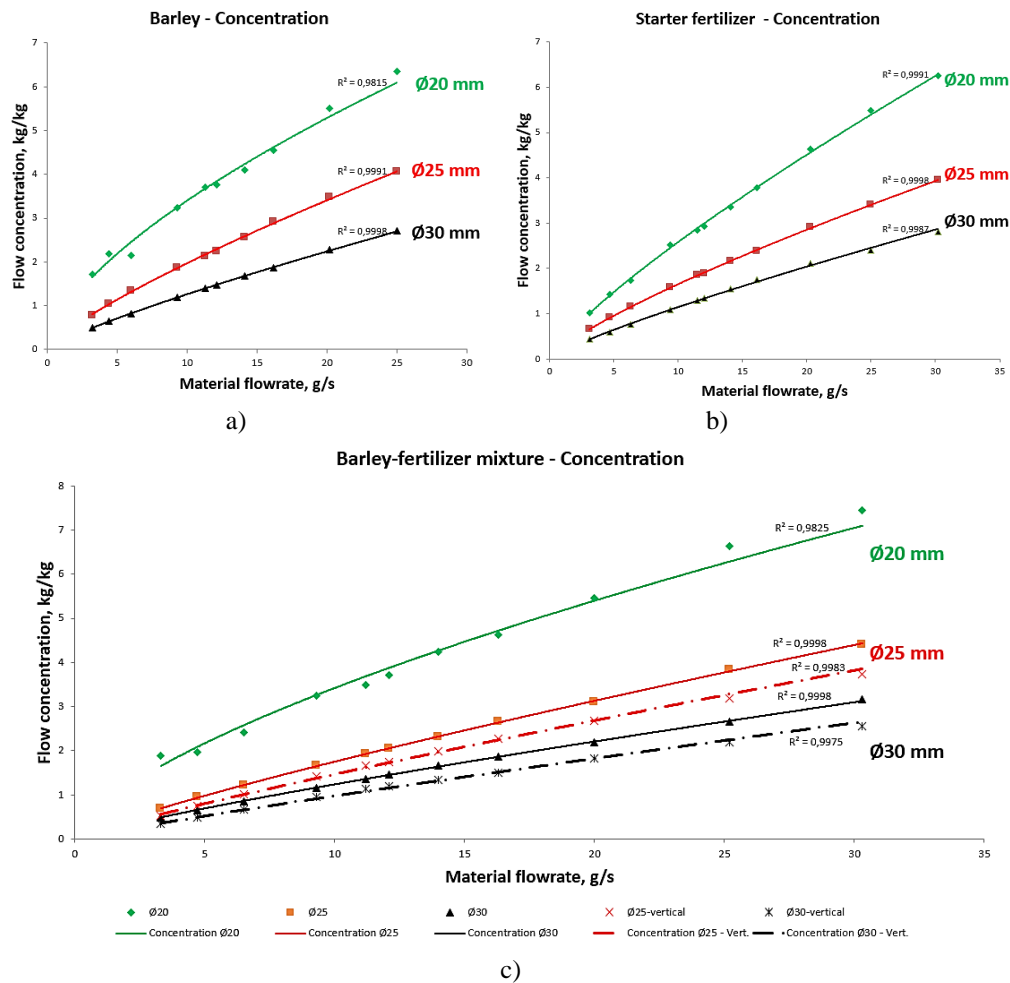 Barley - Concentration
7
6
5
4
3
2
1
0
Flow concentration, kg/kg
R² = 0,9815
Ø20 mm
R² = 0,9991
Ø25 mm
R² = 0,9998
Ø30 mm
0 5 10 15 20 25 30
Material flowrate, g/s
a)
Starter fertilizer - Concentration
7
6
5
4
3
2
1
0
Flow concentration, kg/kg
R² = 0,9991
Ø20 mm
R² = 0,9998
Ø25 mm
R² = 0,9987
Ø30 mm
0 5 10 15 20 25 30 35
Material flowrate, g/s
b)
Barley-fertilizer mixture - Concentration
8
7
6
5
4
3
2
1
0
Flow concentration, kg/kg
R² = 0,9825
Ø20 mm
R² = 0,9998
Ø25 mm
R² = 0,9983
R² = 0,9998
R² = 0,9975
Ø30 mm
0 5 10 15 20 25 30 35
Material flowrate, g/s
Ø20 Ø25 Ø30 Ø25-vertical Ø30-vertical
Concentration Ø20 Concentration Ø25 Concentration Ø30 Concentration Ø25 - Vert. Concentration Ø30 - Vert.
c)